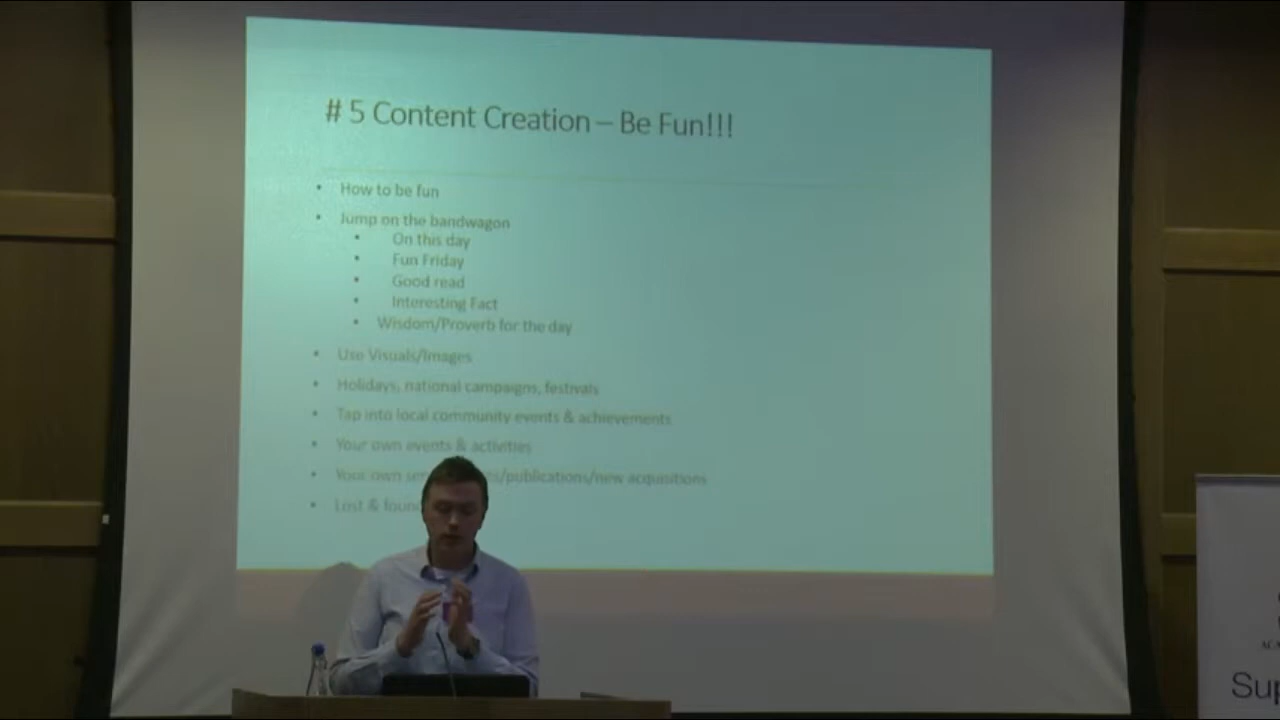 # 5 Content Creation – Be Fun!!!
• How to be fun
• Jump on the bandwagon
• On this day
• Fun Friday
• Good read
• Interesting Fact
• Wisdom/Proverb for the day
• Use Visuals/Images
• Holidays, national campaigns, festivals
• Tap into local community events & achievements
• Your own events & activities
• Your own /publications/new acquisitions
• Lost & found
Sup